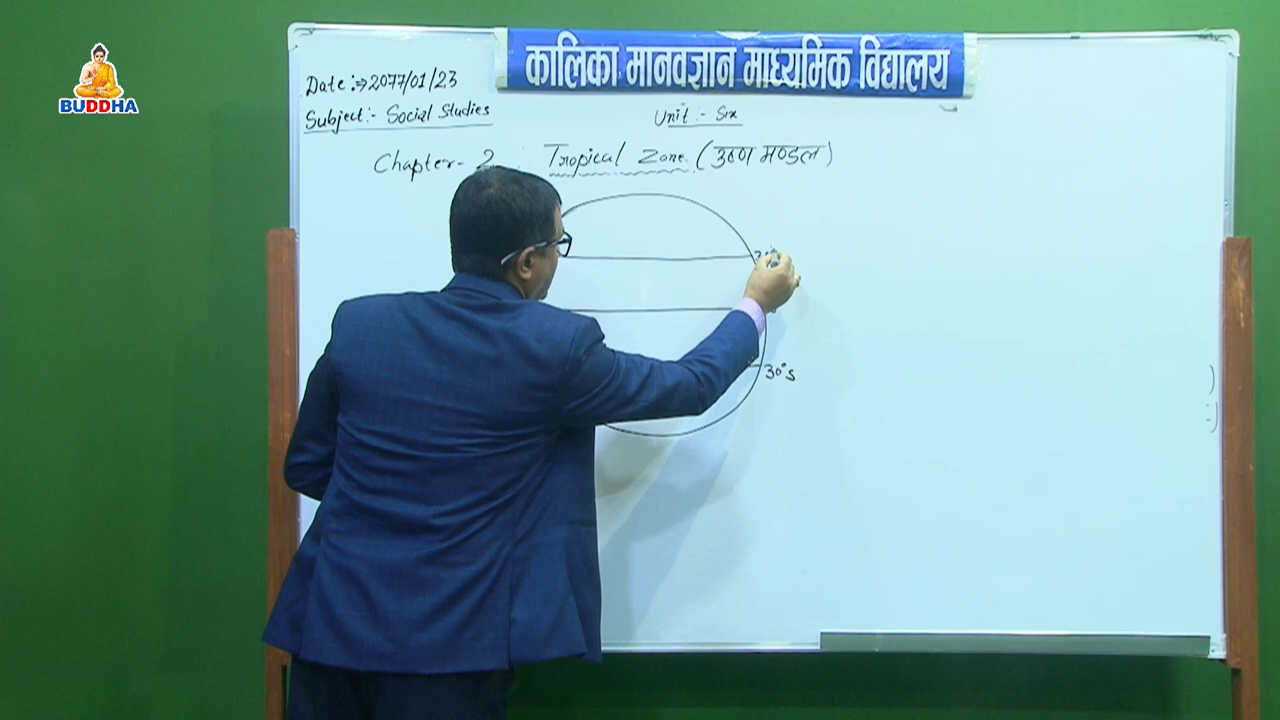 BUDDHA
कालिका मानवज्ञान माध्यमिक विद्यालय
Date :⇒ 2077/01/23
Subject:- Social Studies
Unit :- Six
Chapter- 2 Tropical Zone (उष्ण मण्डल)
30°S